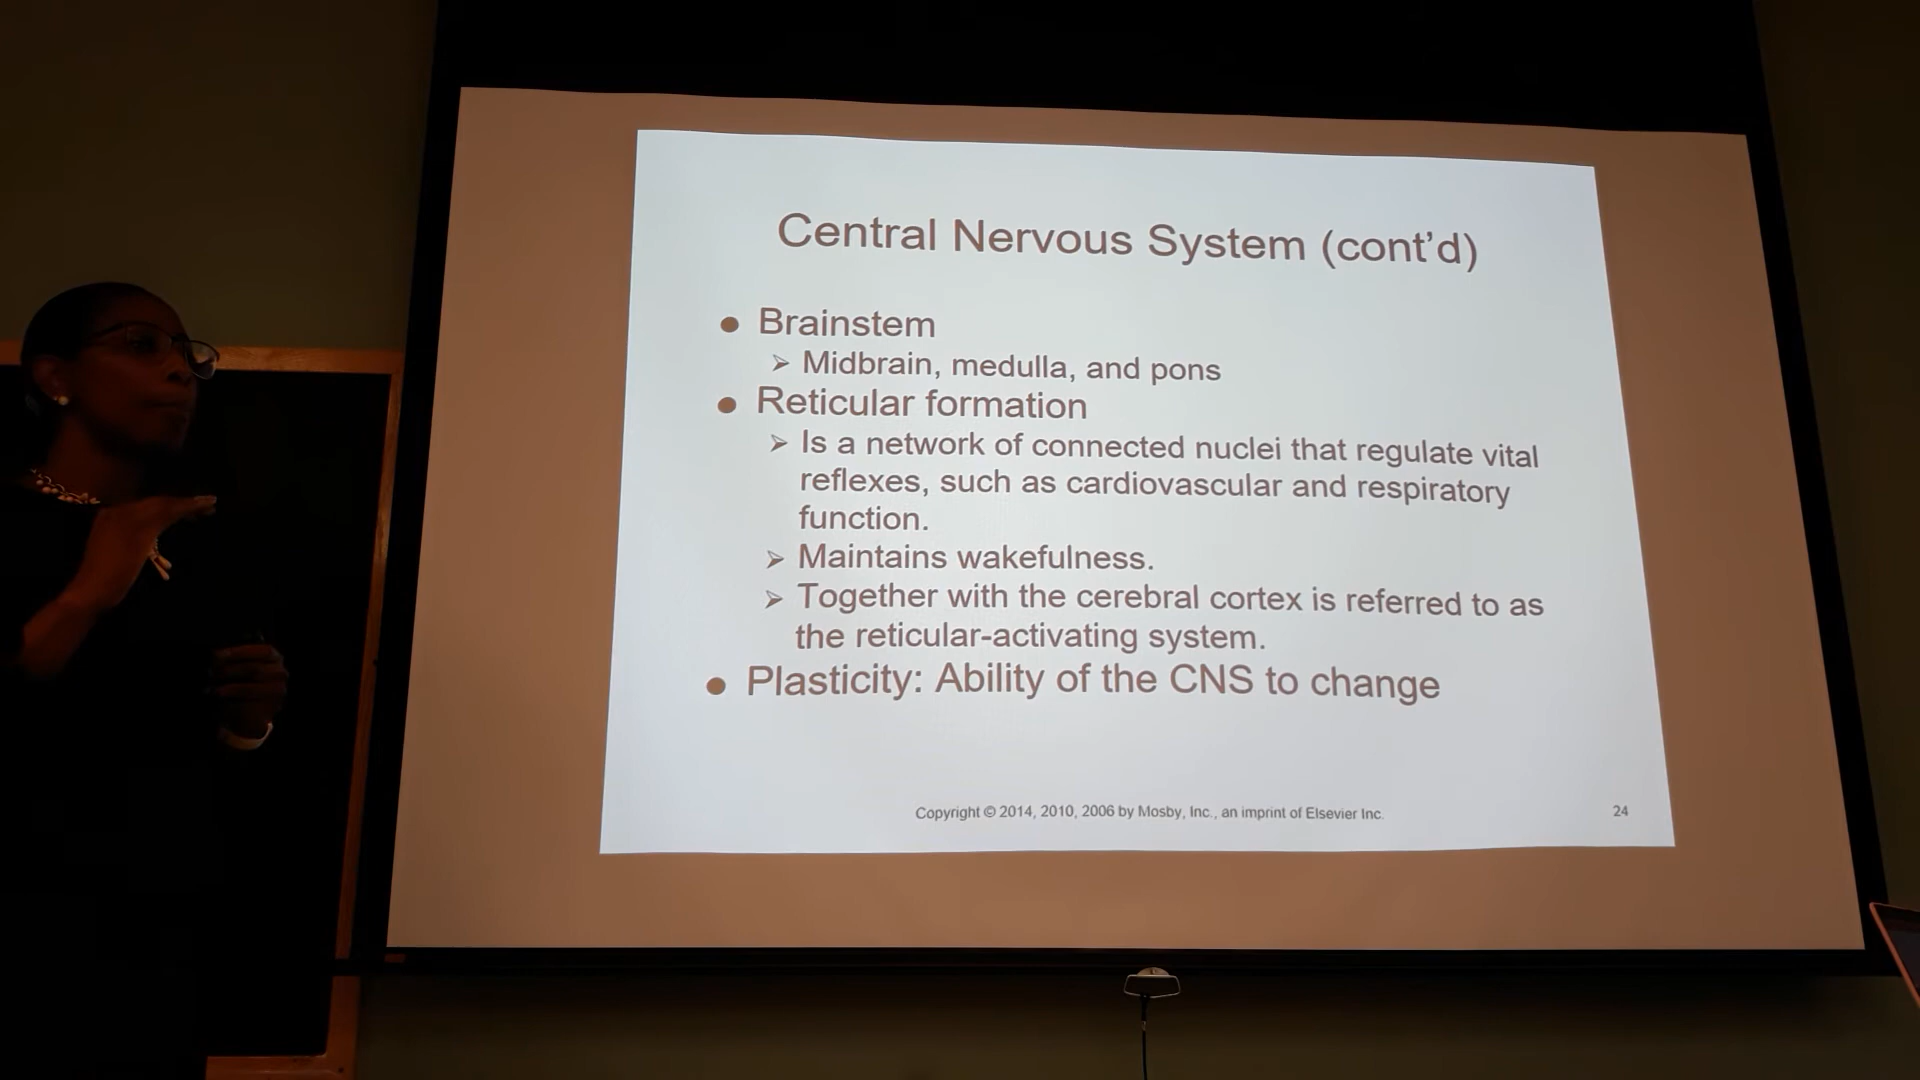 Central Nervous System (cont’d)
● Brainstem
➢ Midbrain, medulla, and pons
● Reticular formation
➢ Is a network of connected nuclei that regulate vital
reflexes, such as cardiovascular and respiratory
function.
➢ Maintains wakefulness.
➢ Together with the cerebral cortex is referred to as
the reticular-activating system.
● Plasticity: Ability of the CNS to change
Copyright © 2014, 2010, 2006 by Mosby, Inc., an imprint of Elsevier Inc.
24